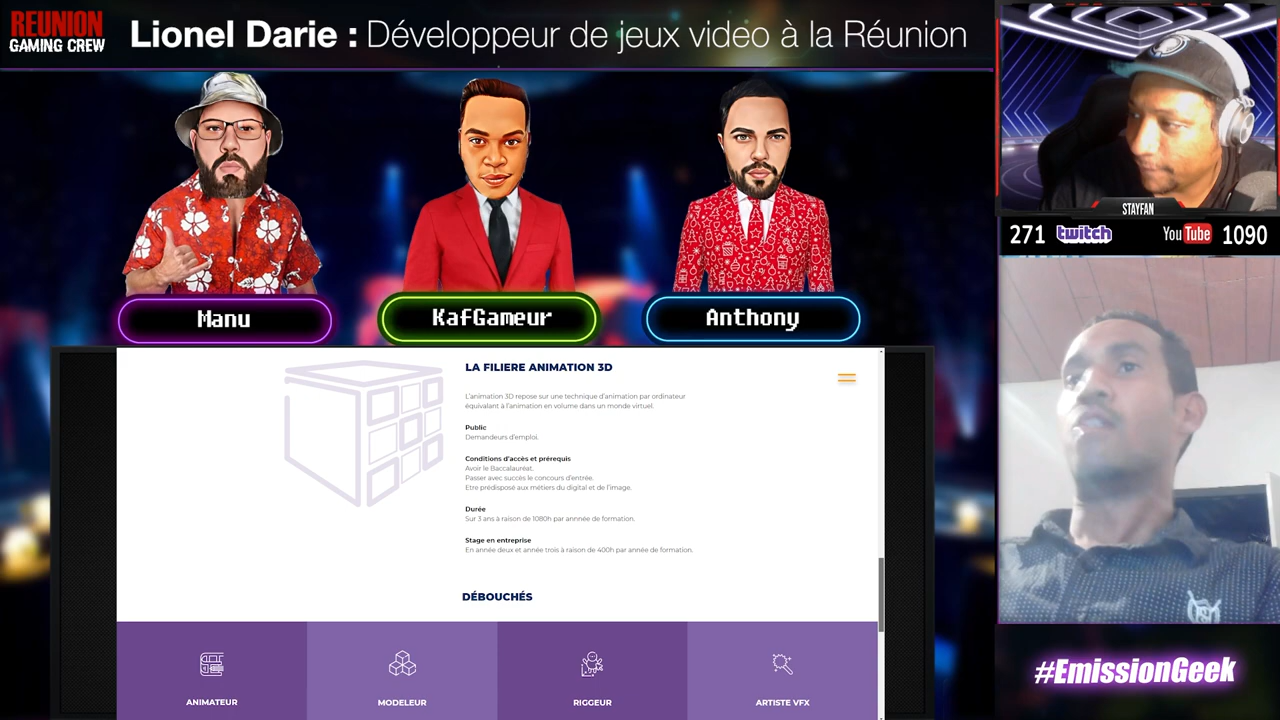 REUNION
GAMING CREW
Lionel Darie : Développeur de jeux video à la Réunion
STAYFAN
271 twitch YouTube 1090
Manu
KafGameur
Anthony
LA FILIERE ANIMATION 3D
L'animation 3D repose sur une technique d'animation par ordinateur
équivalant à l'animation en volume dans un monde virtuel.
Public
Demandeurs d'emploi.
Conditions d'accès et prérequis
Avoir le Baccalauréat.
Passer avec succès le concours d'entrée.
Etre prédisposé aux métiers du digital et de l'image.
Durée
Sur 3 ans à raison de 1080h par annnée de formation.
Stage en entreprise
En année deux et année trois à raison de 400h par année de formation.
DÉBOUCHÉS
ANIMATEUR
MODELEUR
RIGGEUR
ARTISTE VFX
#EmissionGeek